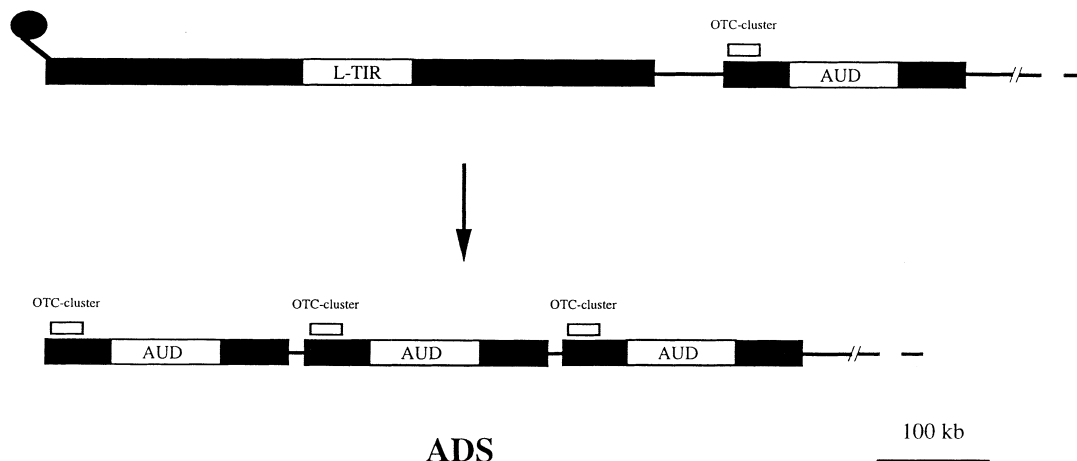 OTC-cluster
L-TIR
AUD
OTC-cluster
OTC-cluster
OTC-cluster
AUD
AUD
AUD
100 kb
ADS